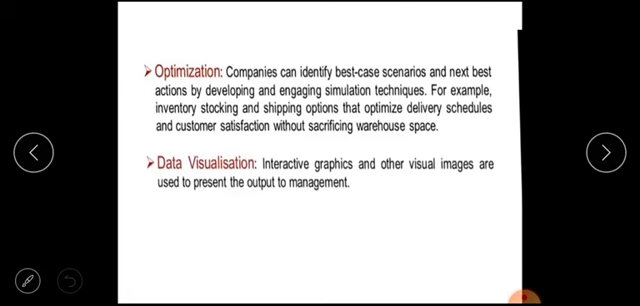 ➢ Optimization: Companies can identify best-case scenarios and next best
actions by developing and engaging simulation techniques. For example,
inventory stocking and shipping options that optimize delivery schedules
and customer satisfaction without sacrificing warehouse space.
➢ Data Visualisation: Interactive graphics and other visual images are
used to present the output to management.